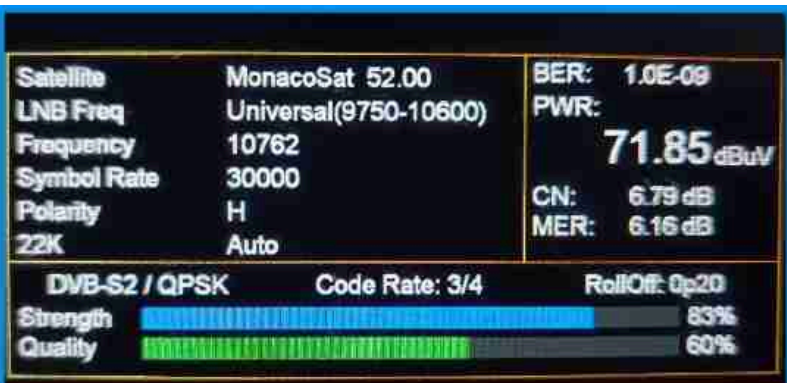 Satellite MonacoSat 52.00
LNB Freq Universal(9750-10600)
Frequency 10762
Symbol Rate 30000
Polarity H
22K Auto
BER: 1.0E-09
PWR:
71.85 dBuV
CN: 6.79 dB
MER: 6.16 dB
DVB-S2 / QPSK Code Rate: 3/4 RollOff: 0p20
Strength 83%
Quality 60%